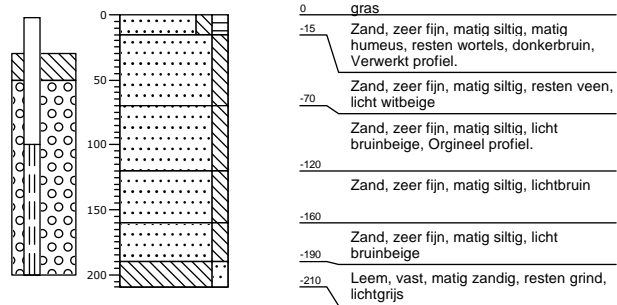 0
50
100
150
200
0 gras
-15 Zand, zeer fijn, matig siltig, matig
humeus, resten wortels, donkerbruin,
Verwerkt profiel.
Zand, zeer fijn, matig siltig, resten veen,
-70 licht witbeige
Zand, zeer fijn, matig siltig, licht
bruinbeige, Orgineel profiel.
-120
Zand, zeer fijn, matig siltig, lichtbruin
-160
Zand, zeer fijn, matig siltig, licht
-190 bruinbeige
-210 Leem, vast, matig zandig, resten grind,
lichtgrijs